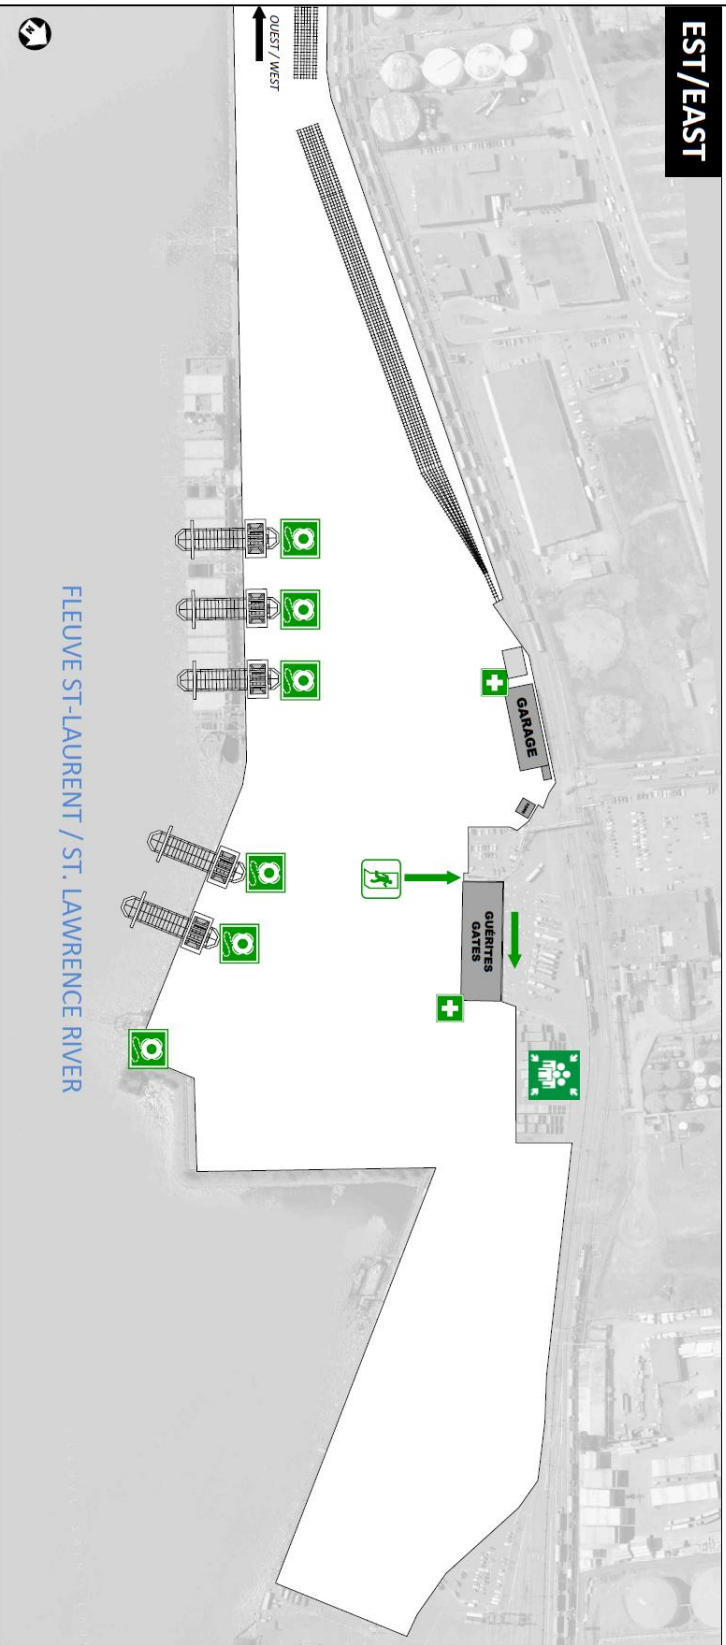 EST/EAST
OUEST / WEST
GARAGE
GUÉRITES
GATES
FLEUVE ST-LAURENT / ST. LAWRENCE RIVER
N